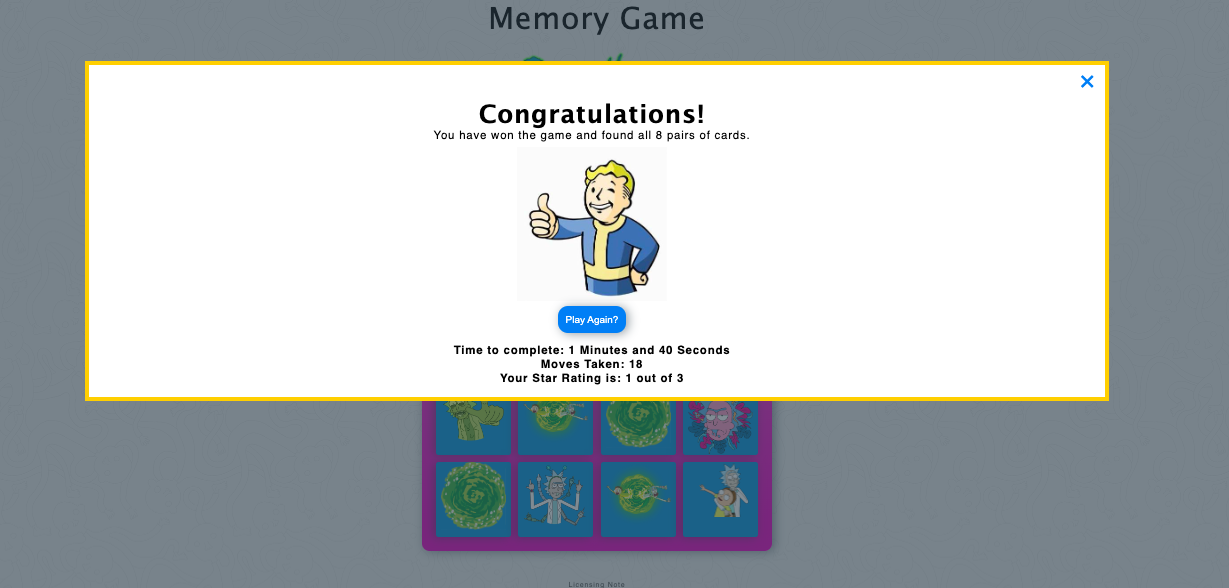 Memory Game
×
Congratulations!
You have won the game and found all 8 pairs of cards.
Play Again?
Time to complete: 1 Minutes and 40 Seconds
Moves Taken: 18
Your Star Rating is: 1 out of 3
Licensing Note